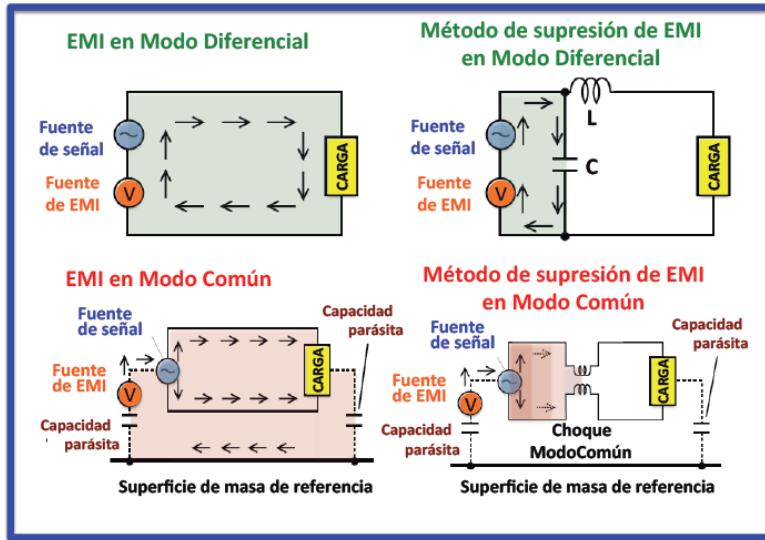 EMI en Modo Diferencial
Fuente
de señal
Fuente
de EMI
V
CARGA
Método de supresión de EMI
en Modo Diferencial
Fuente
de señal
Fuente
de EMI
V
L
C
CARGA
EMI en Modo Común
Fuente
de señal
Capacidad
parásita
Fuente
de EMI
V
CARGA
Capacidad
parásita
Superficie de masa de referencia
Método de supresión de EMI
en Modo Común
Fuente
de señal
Capacidad
parásita
Fuente
de EMI
V
CARGA
Capacidad
parásita
Choque
ModoComún
Superficie de masa de referencia